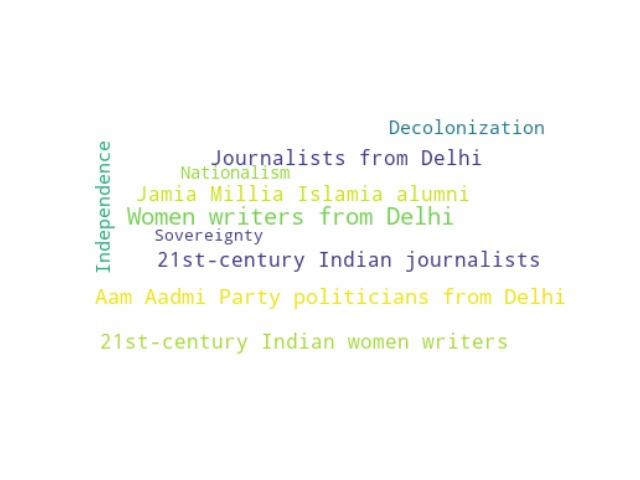 Decolonization
Independence
Journalists from Delhi
Nationalism
Jamia Millia Islamia alumni
Women writers from Delhi
Sovereignty
21st-century Indian journalists
Aam Aadmi Party politicians from Delhi
21st-century Indian women writers